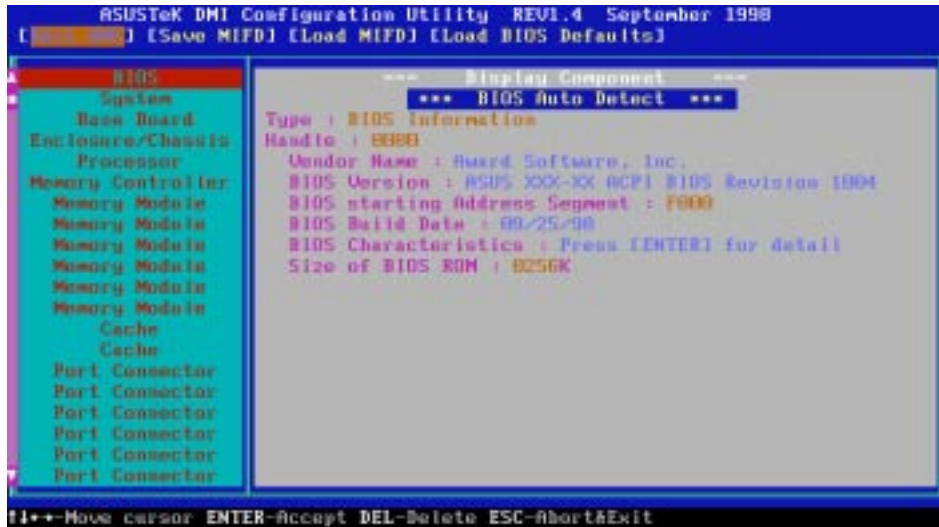 ASUSTeK DMI Configuration Utility REV1.4 September 1998
[Edit DMI] [Save MIFD] [Load MIFD] [Load BIOS Defaults]
BIOS
System
Base Board
Enclosure/Chassis
Processor
Memory Controller
Memory Module
Memory Module
Memory Module
Memory Module
Memory Module
Memory Module
Cache
Cache
Port Connector
Port Connector
Port Connector
Port Connector
Port Connector
Port Connector
--- Display Component ---
*** BIOS Auto Detect ***
Type : BIOS Information
Handle : 0000
Vendor Name : Award Software, Inc.
BIOS Version : ASUS XXX-XX ACPI BIOS Revision 1004
BIOS starting Address Segment : F000
BIOS Build Date : 09/25/98
BIOS Characteristics : Press [ENTER] for detail
Size of BIOS ROM : 0256K
↑↓←→-Move cursor ENTER-Accept DEL-Delete ESC-Abort&Exit